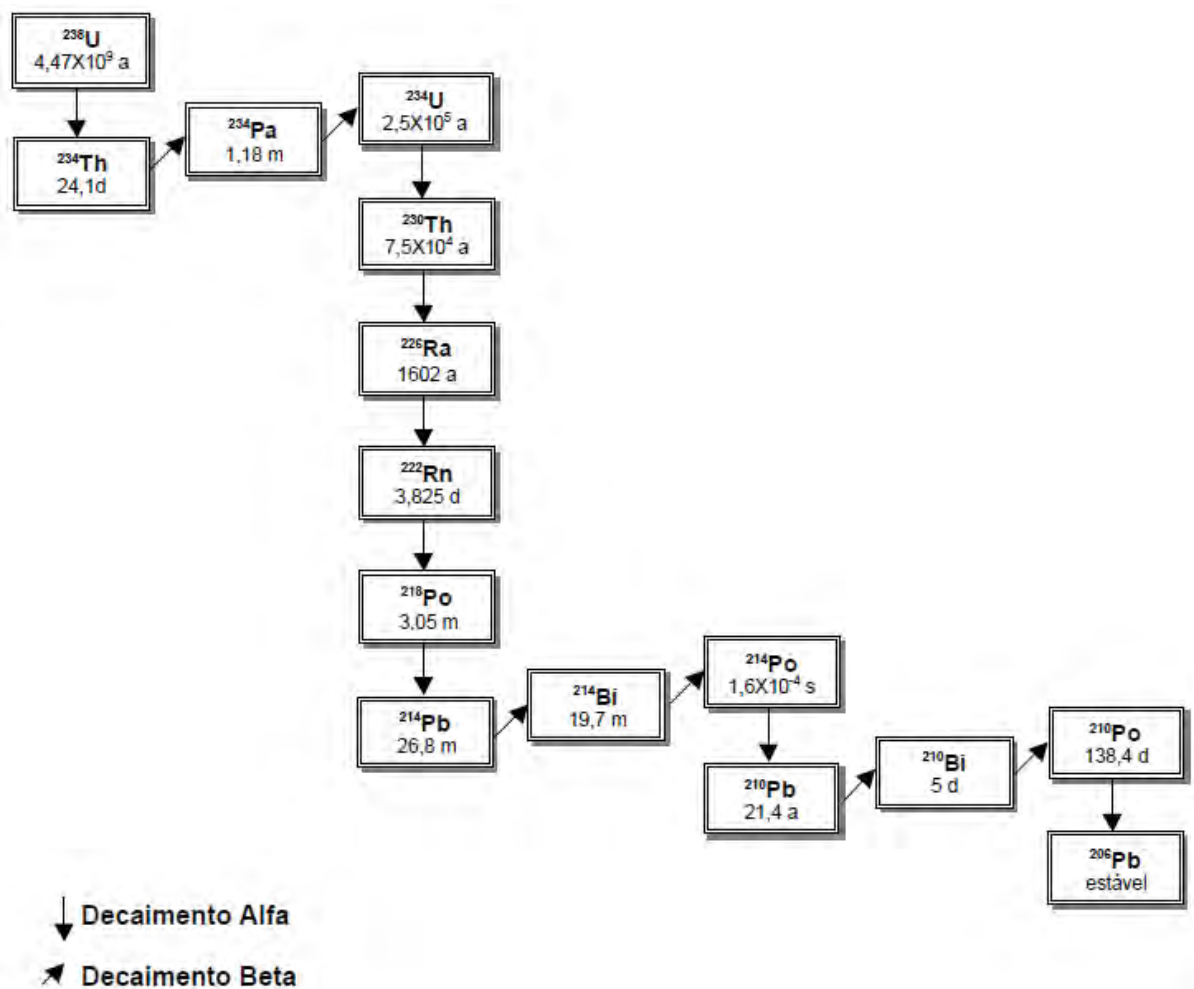 ²³⁸U
4,47X10⁹ a
²³⁴Th
24,1d
²³⁴Pa
1,18 m
²³⁴U
2,5X10⁵ a
²³⁰Th
7,5X10⁴ a
²²⁶Ra
1602 a
²²²Rn
3,825 d
²¹⁸Po
3,05 m
²¹⁴Pb
26,8 m
²¹⁴Bi
19,7 m
²¹⁴Po
1,6X10⁻⁴ s
²¹⁰Pb
21,4 a
²¹⁰Bi
5 d
²¹⁰Po
138,4 d
²⁰⁶Pb
estável
Decaimento Alfa
Decaimento Beta